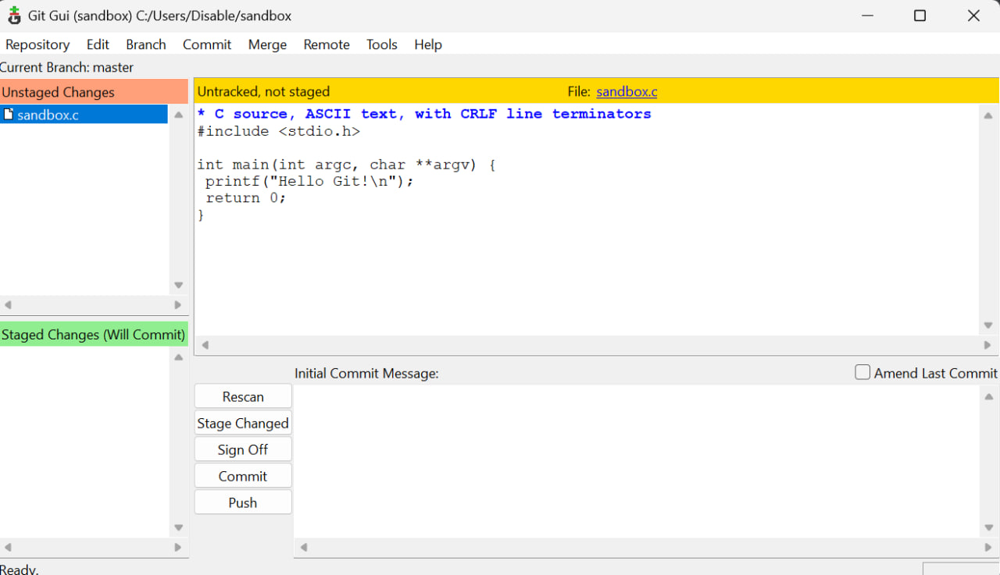 Git Gui (sandbox) C:/Users/Disable/sandbox
Repository Edit Branch Commit Merge Remote Tools Help
Current Branch: master
Unstaged Changes
sandbox.c
Untracked, not staged File: sandbox.c
* C source, ASCII text, with CRLF line terminators
#include <stdio.h>
int main(int argc, char **argv) {
 printf("Hello Git!\n");
 return 0;
}
Staged Changes (Will Commit)
Initial Commit Message: Amend Last Commit
Rescan
Stage Changed
Sign Off
Commit
Push
Ready.